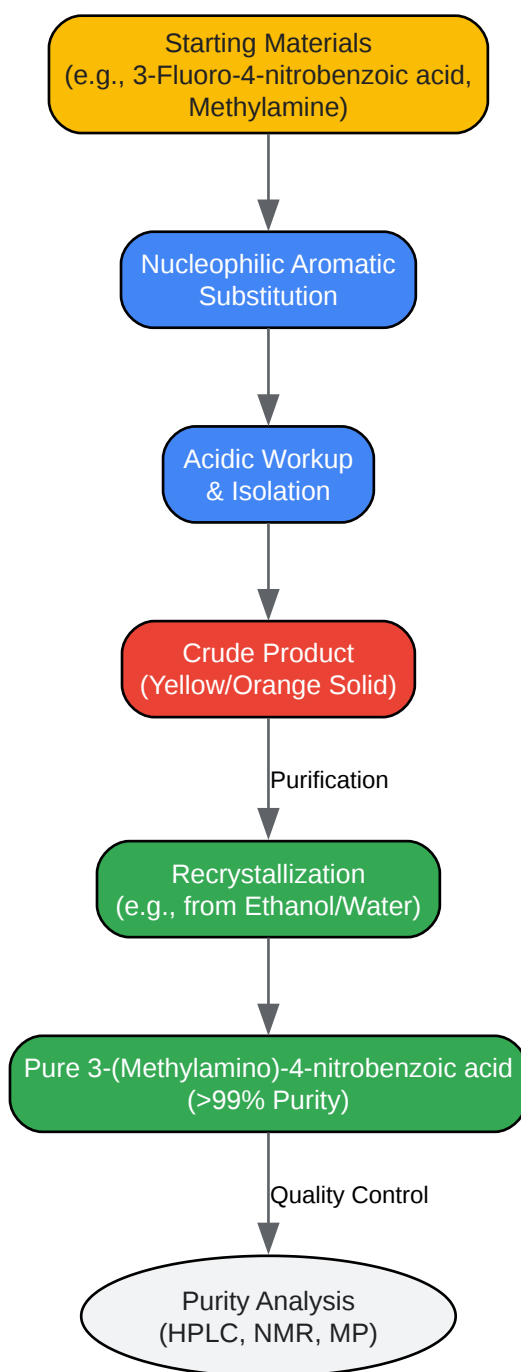 Starting Materials
(e.g., 3-Fluoro-4-nitrobenzoic acid,
Methylamine)
Nucleophilic Aromatic
Substitution
Acidic Workup
& Isolation
Crude Product
(Yellow/Orange Solid)
Purification
Recrystallization
(e.g., from Ethanol/Water)
Pure 3-(Methylamino)-4-nitrobenzoic acid
(>99% Purity)
Quality Control
Purity Analysis
(HPLC, NMR, MP)